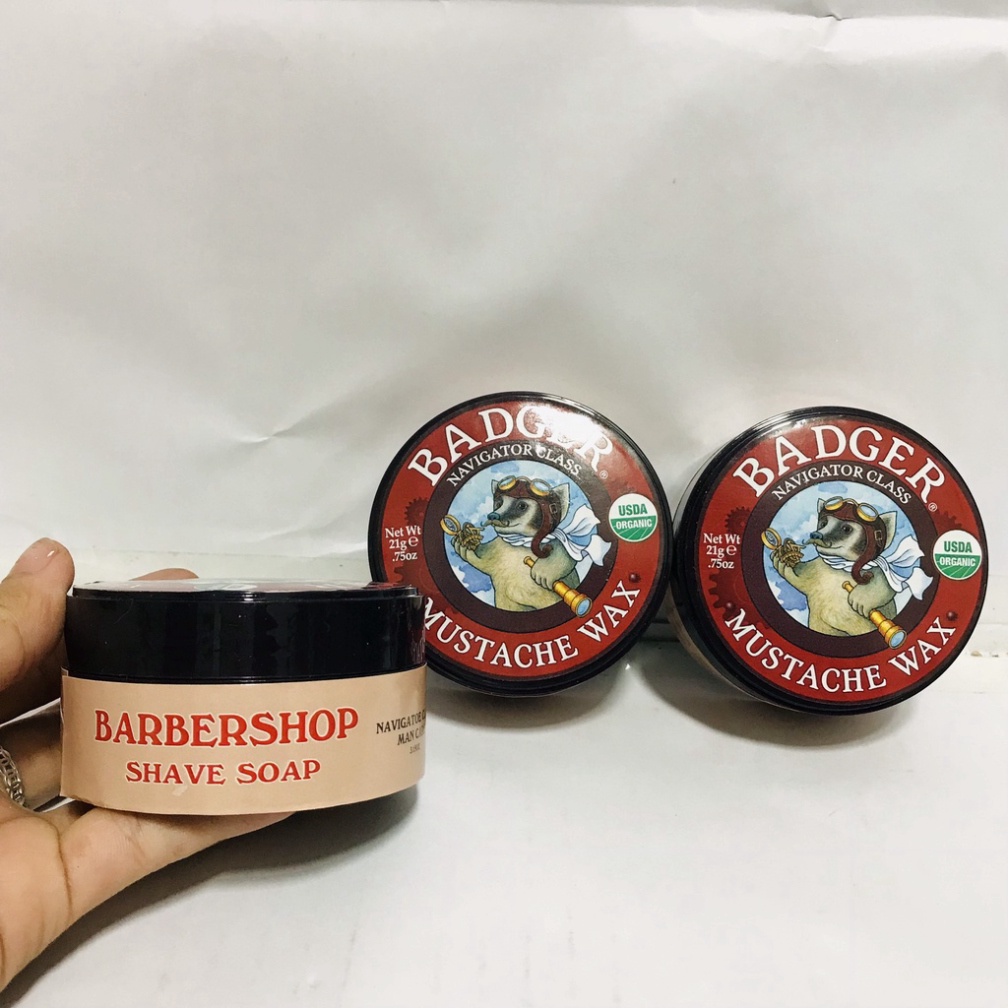 BADGER®
NAVIGATOR CLASS
USDA
ORGANIC
Net Wt
21g℮
.75oz
MUSTACHE WAX
BADGER®
NAVIGATOR CLASS
USDA
ORGANIC
Net Wt
21g℮
.75oz
MUSTACHE WAX
BARBERSHOP
SHAVE SOAP
NAVIGATOR
MAN